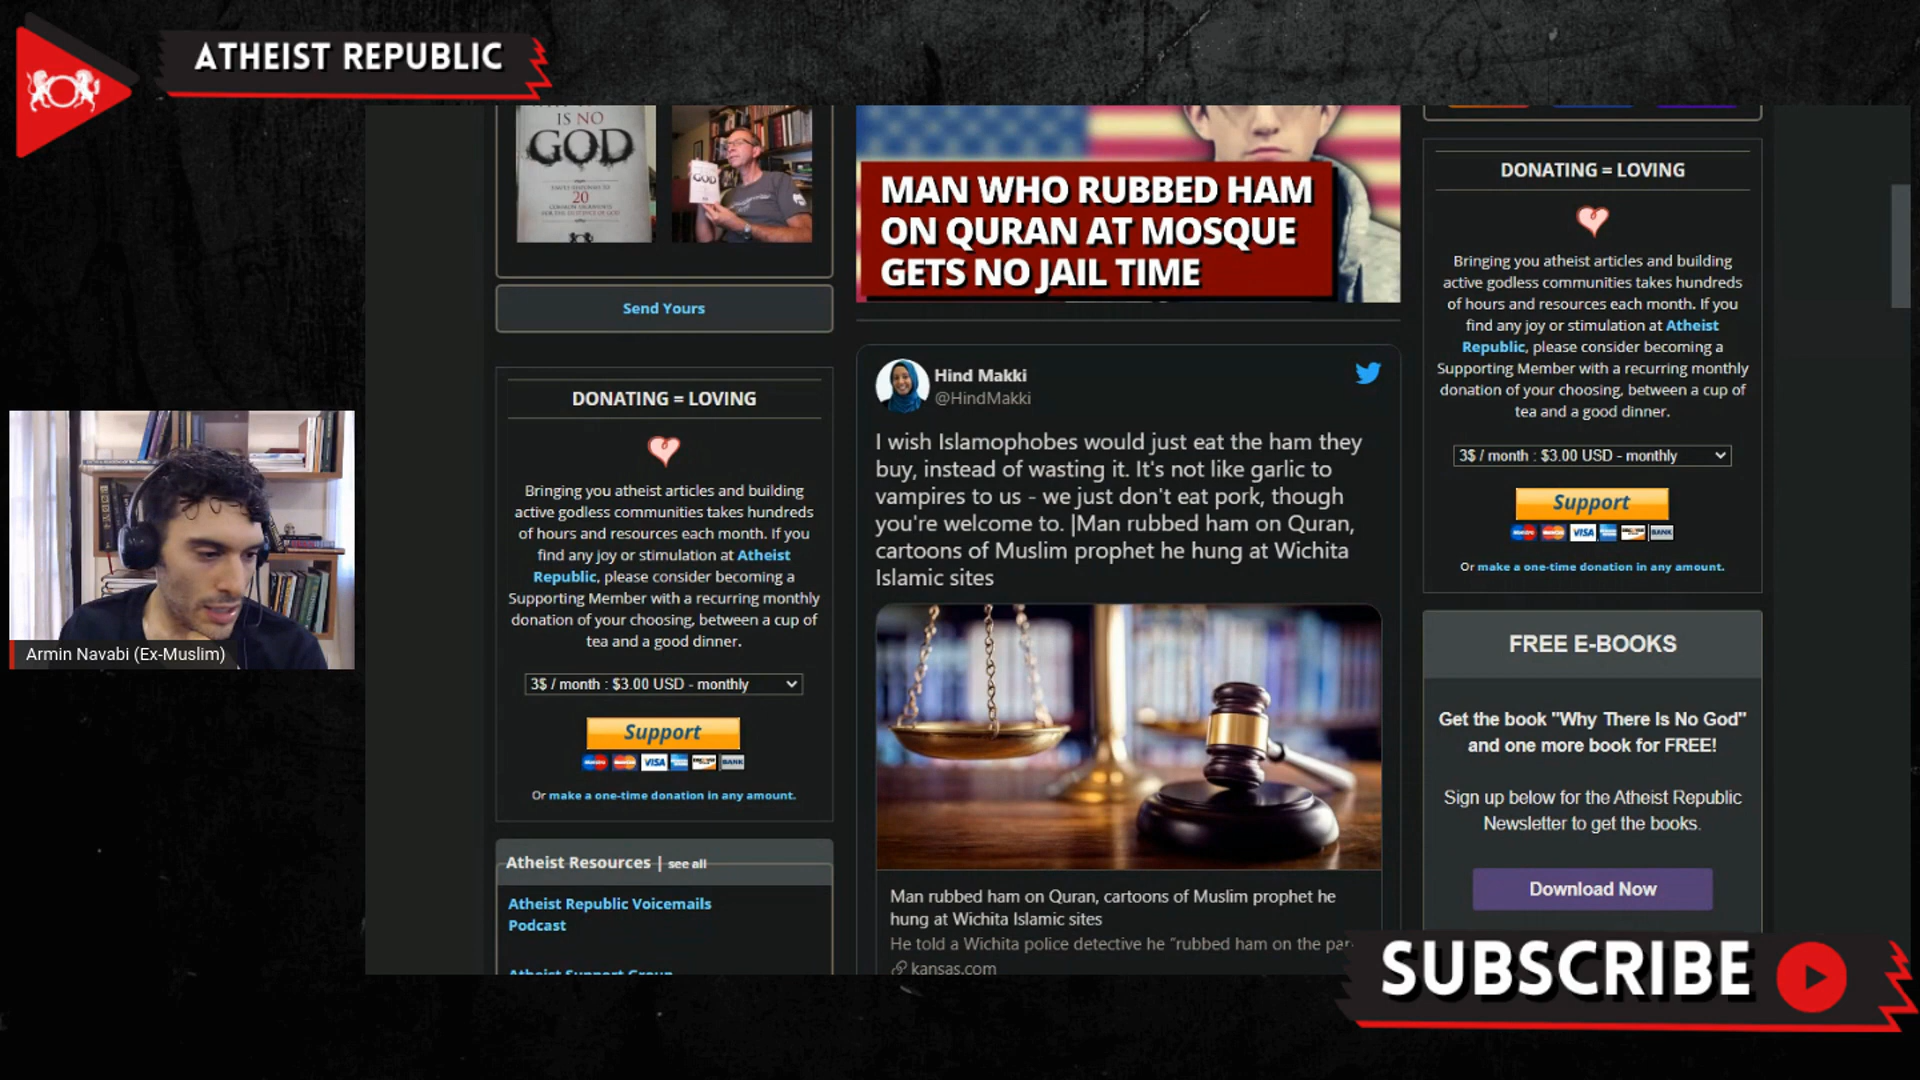 ATHEIST REPUBLIC
IS NO
GOD
20
GOD
Send Yours
DONATING = LOVING
Bringing you atheist articles and building
active godless communities takes hundreds
of hours and resources each month. If you
find any joy or stimulation at Atheist
Republic, please consider becoming a
Supporting Member with a recurring monthly
donation of your choosing, between a cup of
tea and a good dinner.
3$ / month : $3.00 USD - monthly
Support
VISA
BANK
Or make a one-time donation in any amount.
Atheist Resources | see all
Atheist Republic Voicemails
Podcast
Atheist Support Group
MAN WHO RUBBED HAM
ON QURAN AT MOSQUE
GETS NO JAIL TIME
Hind Makki
@HindMakki
I wish Islamophobes would just eat the ham they
buy, instead of wasting it. It's not like garlic to
vampires to us - we just don't eat pork, though
you're welcome to. |Man rubbed ham on Quran,
cartoons of Muslim prophet he hung at Wichita
Islamic sites
Man rubbed ham on Quran, cartoons of Muslim prophet he
hung at Wichita Islamic sites
He told a Wichita police detective he “rubbed ham on the par
kansas.com
DONATING = LOVING
Bringing you atheist articles and building
active godless communities takes hundreds
of hours and resources each month. If you
find any joy or stimulation at Atheist
Republic, please consider becoming a
Supporting Member with a recurring monthly
donation of your choosing, between a cup of
tea and a good dinner.
3$ / month : $3.00 USD - monthly
Support
VISA
BANK
Or make a one-time donation in any amount.
FREE E-BOOKS
Get the book "Why There Is No God"
and one more book for FREE!
Sign up below for the Atheist Republic
Newsletter to get the books.
Download Now
Armin Navabi (Ex-Muslim)
SUBSCRIBE